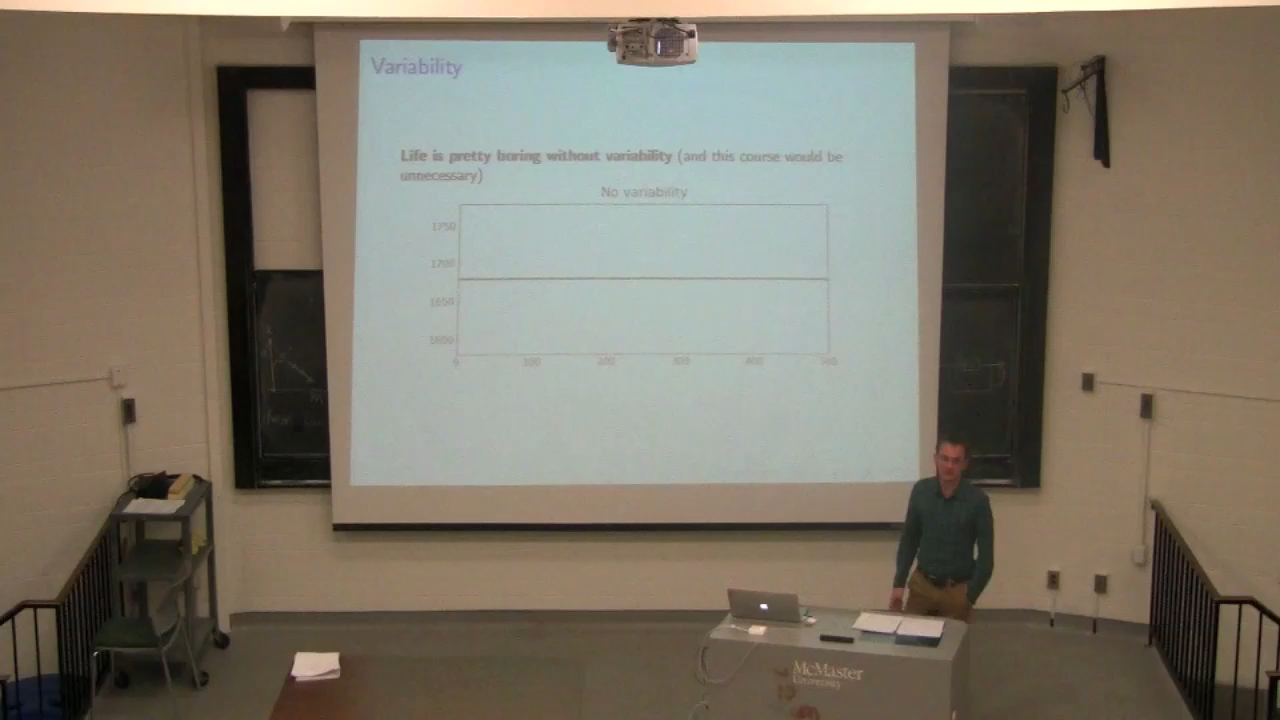 Variability
Life is pretty boring without variability (and this course would be
unnecessary)
No variability
1750
1700
1650
1600
0 100 200 300 400 500
McMaster
University